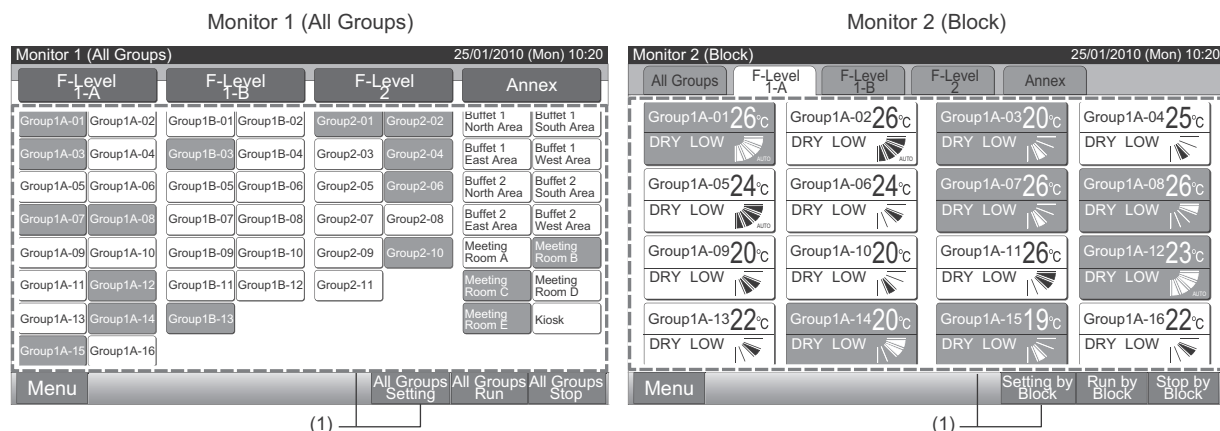 Monitor 1 (All Groups)
Monitor 1 (All Groups) 25/01/2010 (Mon) 10:20
F-Level
1-A
F-Level
1-B
F-Level
2
Annex
Group1A-01 Group1A-02 Group1B-01 Group1B-02 Group2-01 Group2-02 Buffet 1 North Area Buffet 1 South Area
Group1A-03 Group1A-04 Group1B-03 Group1B-04 Group2-03 Group2-04 Buffet 1 East Area Buffet 1 West Area
Group1A-05 Group1A-06 Group1B-05 Group1B-06 Group2-05 Group2-06 Buffet 2 North Area Buffet 2 South Area
Group1A-07 Group1A-08 Group1B-07 Group1B-08 Group2-07 Group2-08 Buffet 2 East Area Buffet 2 West Area
Group1A-09 Group1A-10 Group1B-09 Group1B-10 Group2-09 Group2-10 Meeting Room A Meeting Room B
Group1A-11 Group1A-12 Group1B-11 Group1B-12 Group2-11 Meeting Room C Meeting Room D
Group1A-13 Group1A-14 Group1B-13 Meeting Room E Kiosk
Group1A-15 Group1A-16
Menu All Groups Setting All Groups Run All Groups Stop
(1)
Monitor 2 (Block)
Monitor 2 (Block) 25/01/2010 (Mon) 10:20
All Groups F-Level 1-A F-Level 1-B F-Level 2 Annex
Group1A-01 26°C Group1A-02 26°C Group1A-03 20°C Group1A-04 25°C
DRY LOW AUTO DRY LOW AUTO DRY LOW DRY LOW
Group1A-05 24°C Group1A-06 24°C Group1A-07 26°C Group1A-08 26°C
DRY LOW AUTO DRY LOW DRY LOW DRY LOW
Group1A-09 20°C Group1A-10 20°C Group1A-11 26°C Group1A-12 23°C
DRY LOW DRY LOW DRY LOW DRY LOW AUTO
Group1A-13 22°C Group1A-14 20°C Group1A-15 19°C Group1A-16 22°C
DRY LOW DRY LOW DRY LOW DRY LOW
Menu Setting by Block Run by Block Stop by Block
(1)